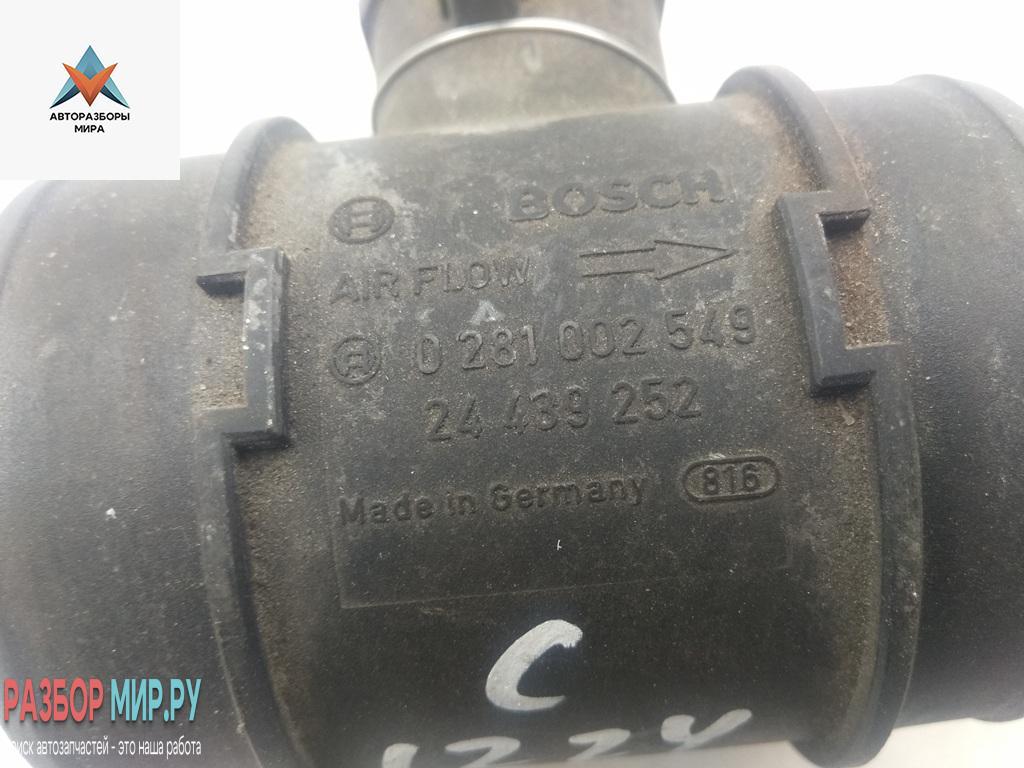 АВТОРАЗБОРЫ
МИРА
BOSCH
AIR FLOW
0 281 002 549
24 439 252
Made in Germany 816
C
РАЗБОР МИР.РУ
поиск автозапчастей - это наша работа